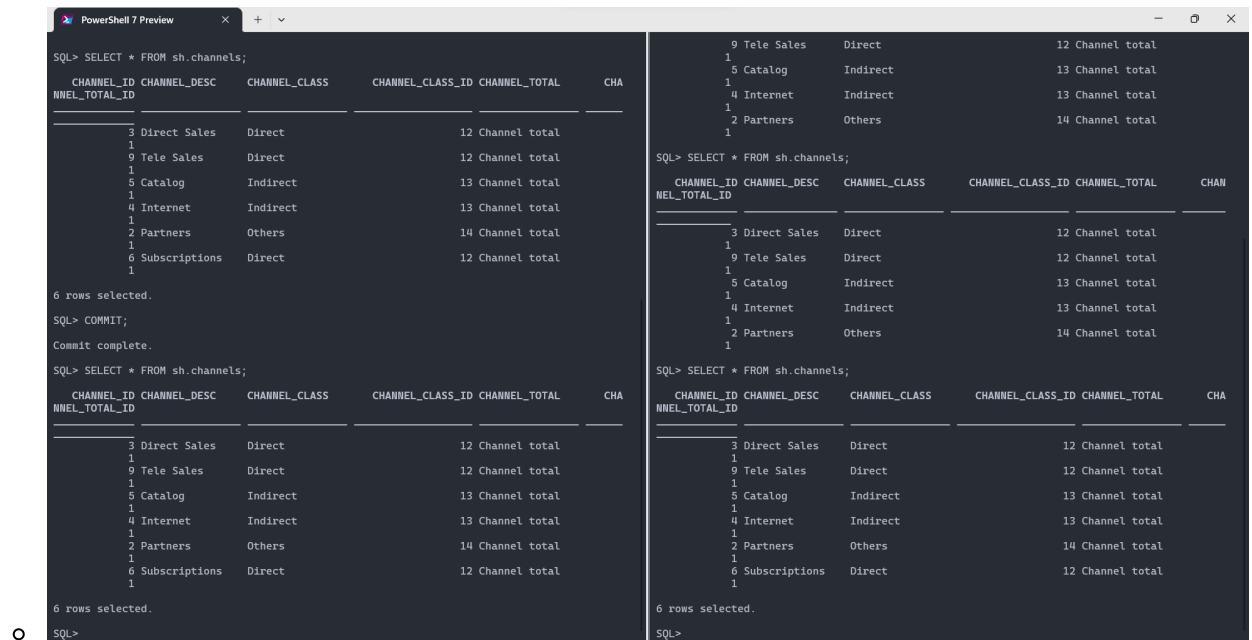 PowerShell 7 Preview
SQL> SELECT * FROM sh.channels;
CHANNEL_ID CHANNEL_DESC CHANNEL_CLASS CHANNEL_CLASS_ID CHANNEL_TOTAL CHA
NNEL_TOTAL_ID
3 Direct Sales Direct 12 Channel total
1
9 Tele Sales Direct 12 Channel total
1
5 Catalog Indirect 13 Channel total
1
4 Internet Indirect 13 Channel total
1
2 Partners Others 14 Channel total
1
6 Subscriptions Direct 12 Channel total
1
6 rows selected.
SQL> COMMIT;
Commit complete.
SQL> SELECT * FROM sh.channels;
CHANNEL_ID CHANNEL_DESC CHANNEL_CLASS CHANNEL_CLASS_ID CHANNEL_TOTAL CHA
NNEL_TOTAL_ID
3 Direct Sales Direct 12 Channel total
1
9 Tele Sales Direct 12 Channel total
1
5 Catalog Indirect 13 Channel total
1
4 Internet Indirect 13 Channel total
1
2 Partners Others 14 Channel total
1
6 Subscriptions Direct 12 Channel total
1
6 rows selected.
SQL>
9 Tele Sales Direct 12 Channel total
1
5 Catalog Indirect 13 Channel total
1
4 Internet Indirect 13 Channel total
1
2 Partners Others 14 Channel total
1
SQL> SELECT * FROM sh.channels;
CHANNEL_ID CHANNEL_DESC CHANNEL_CLASS CHANNEL_CLASS_ID CHANNEL_TOTAL CHAN
NEL_TOTAL_ID
3 Direct Sales Direct 12 Channel total
1
9 Tele Sales Direct 12 Channel total
1
5 Catalog Indirect 13 Channel total
1
4 Internet Indirect 13 Channel total
1
2 Partners Others 14 Channel total
1
SQL> SELECT * FROM sh.channels;
CHANNEL_ID CHANNEL_DESC CHANNEL_CLASS CHANNEL_CLASS_ID CHANNEL_TOTAL CHA
NNEL_TOTAL_ID
3 Direct Sales Direct 12 Channel total
1
9 Tele Sales Direct 12 Channel total
1
5 Catalog Indirect 13 Channel total
1
4 Internet Indirect 13 Channel total
1
2 Partners Others 14 Channel total
1
6 Subscriptions Direct 12 Channel total
1
6 rows selected.
SQL>